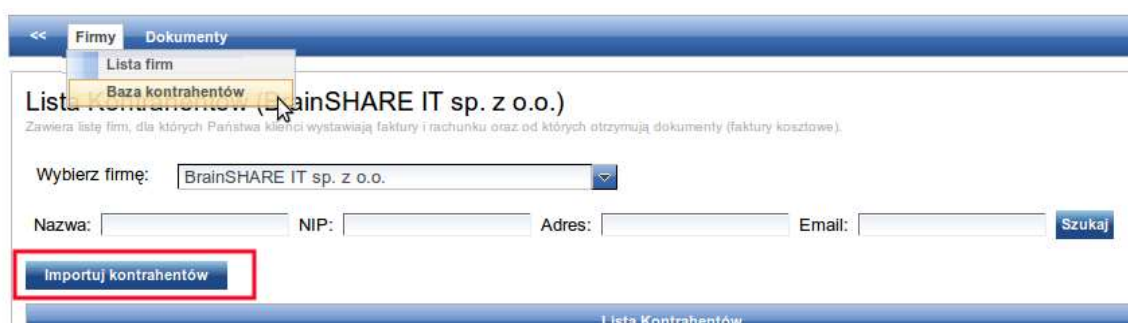 << Firmy Dokumenty
Lista firm
Baza kontrahentów
Lista Kontrahentów (BrainSHARE IT sp. z o.o.)
Zawiera listę firm, dla których Państwa klienci wystawiają faktury i rachunku oraz od których otrzymują dokumenty (faktury kosztowe).
Wybierz firmę: BrainSHARE IT sp. z o.o.
Nazwa: NIP: Adres: Email: Szukaj
Importuj kontrahentów
Lista Kontrahentów